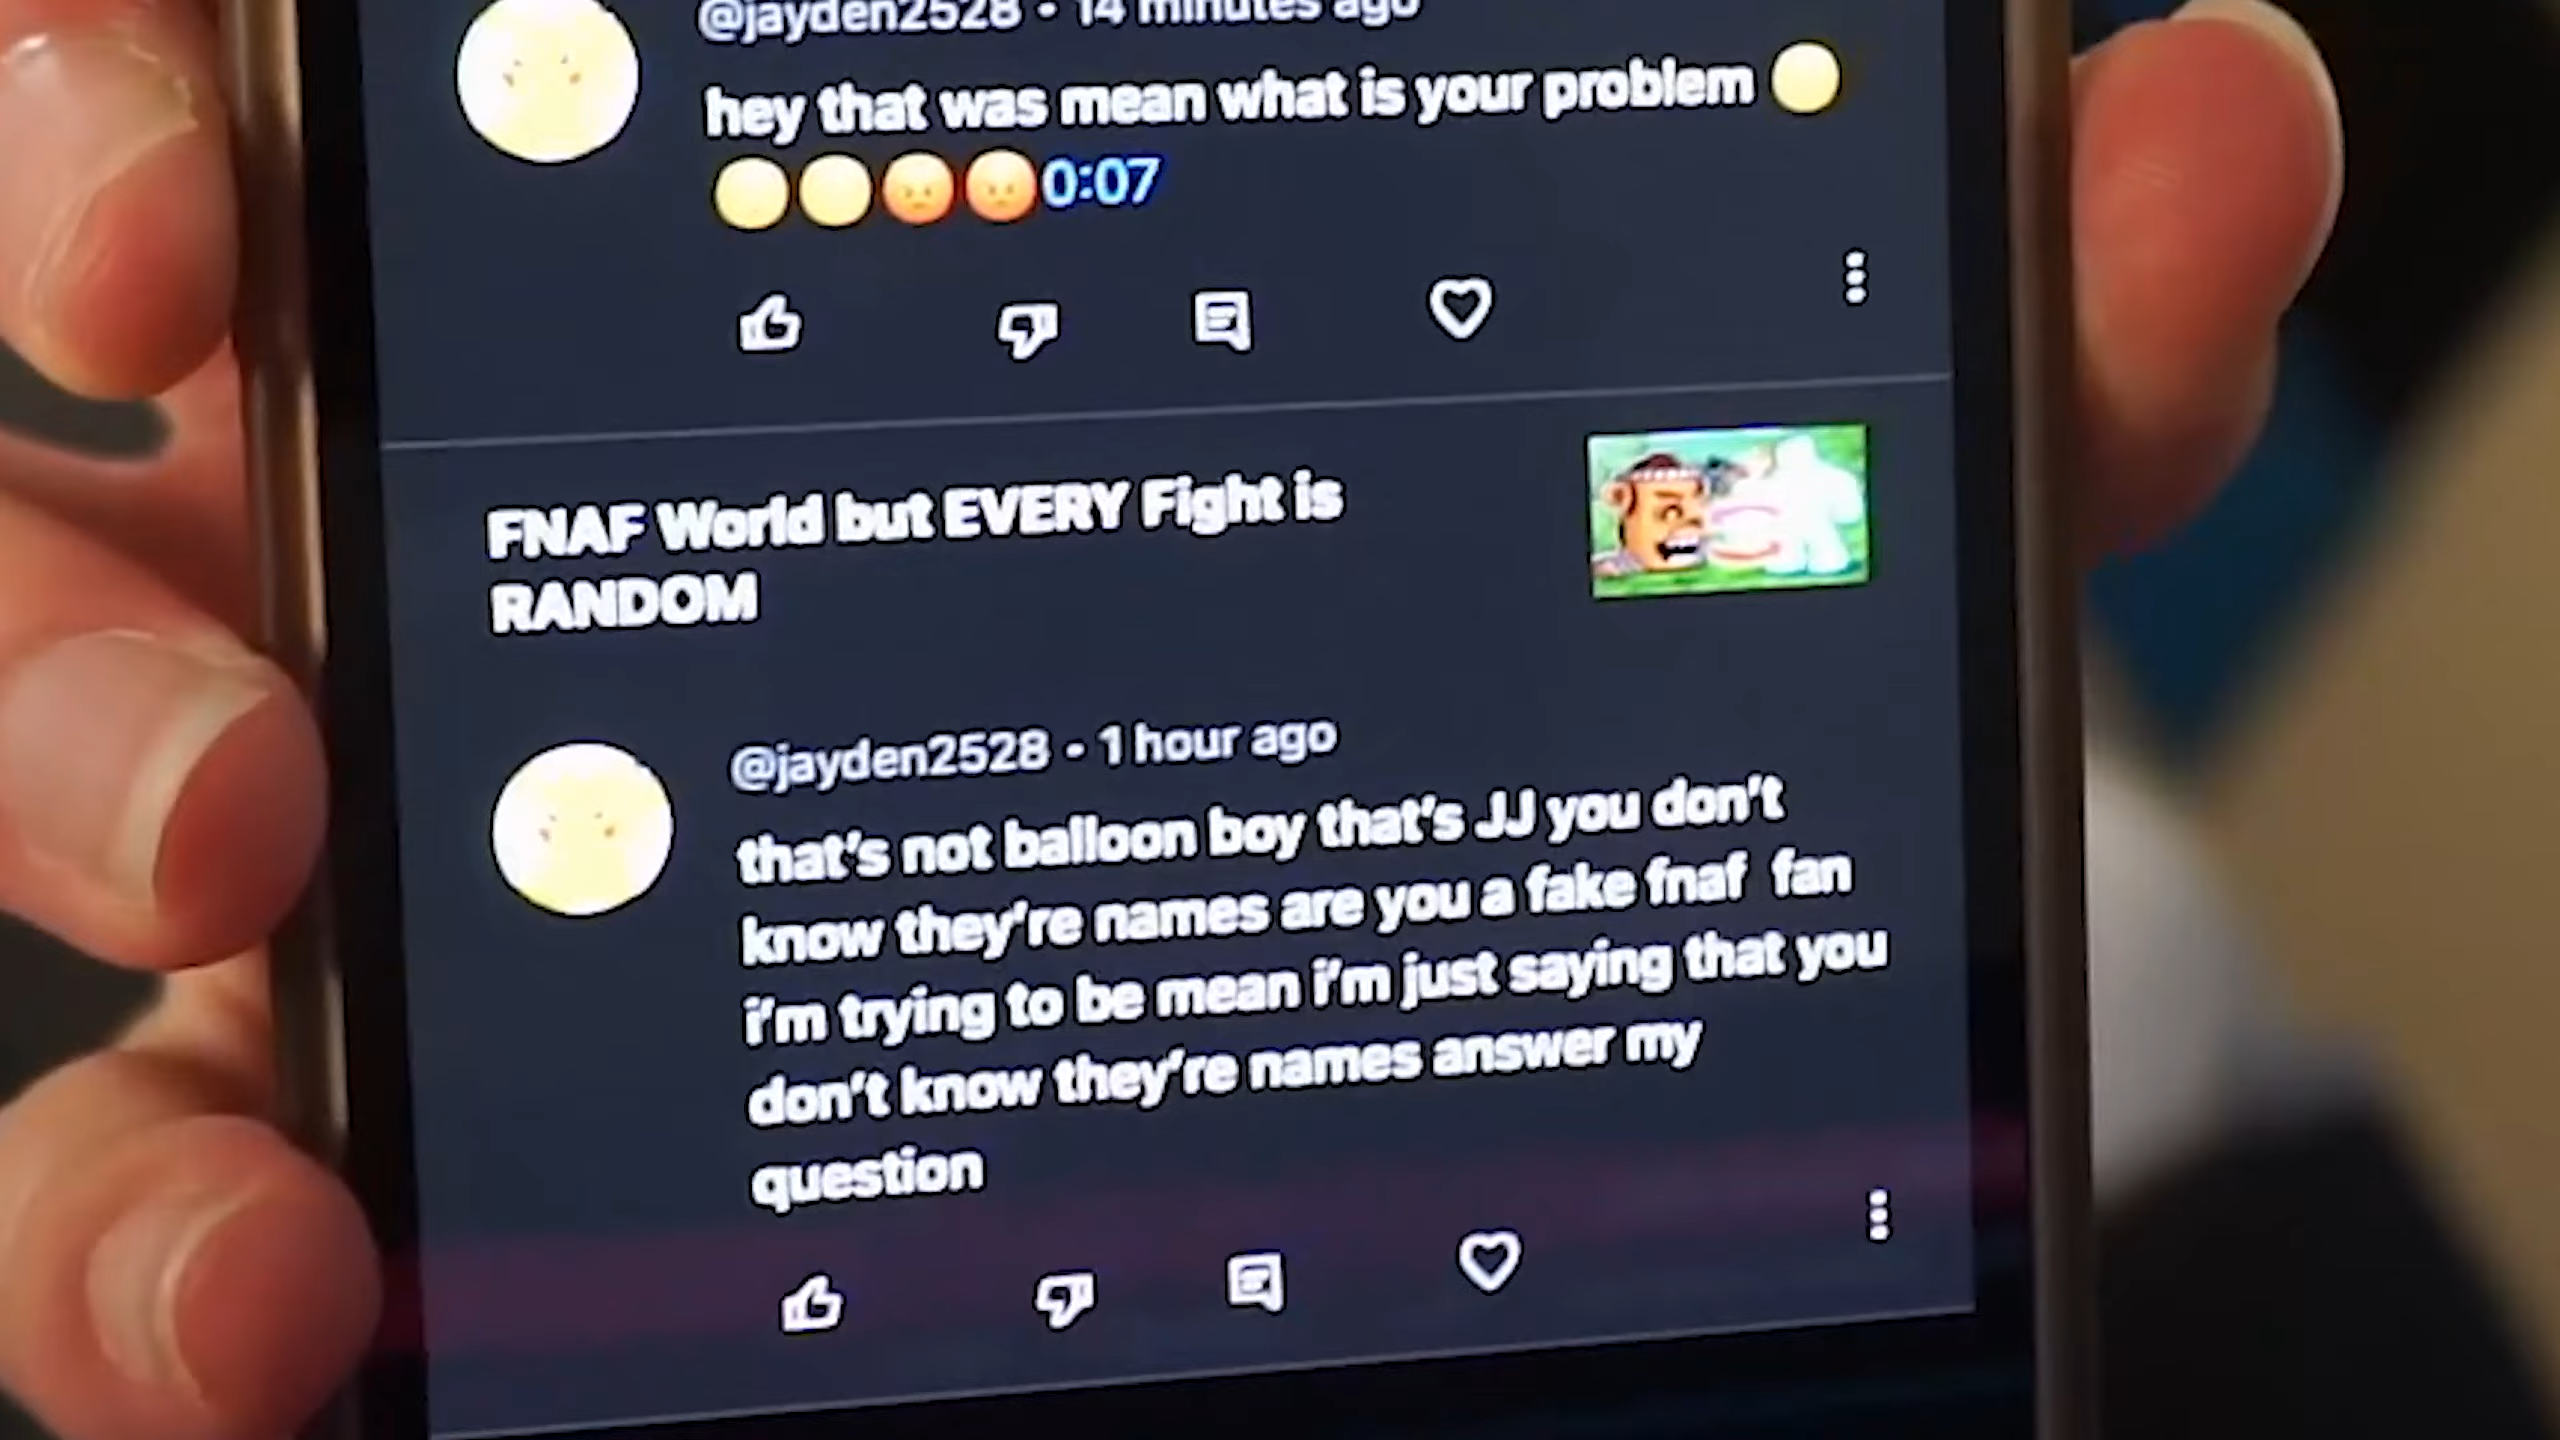 @jayden2528 · 14 minutes ago
hey that was mean what is your problem
0:07
FNAF World but EVERY Fight is
RANDOM
@jayden2528 · 1 hour ago
that's not balloon boy that's JJ you don't
know they're names are you a fake fnaf fan
i'm trying to be mean i'm just saying that you
don't know they're names answer my
question